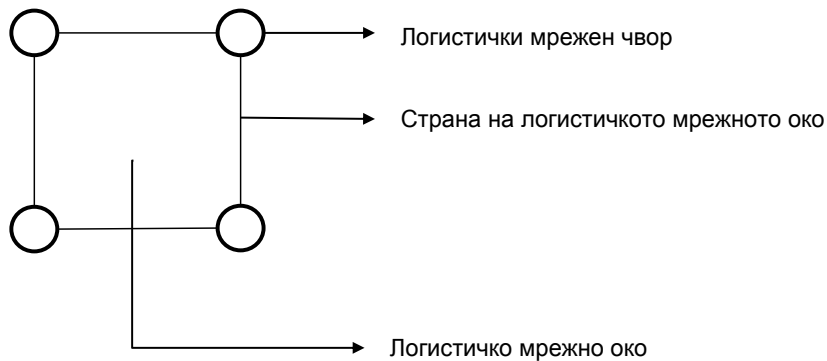 Логистички мрежен чвор
Страна на логистичкото мрежното око
Логистичко мрежно око